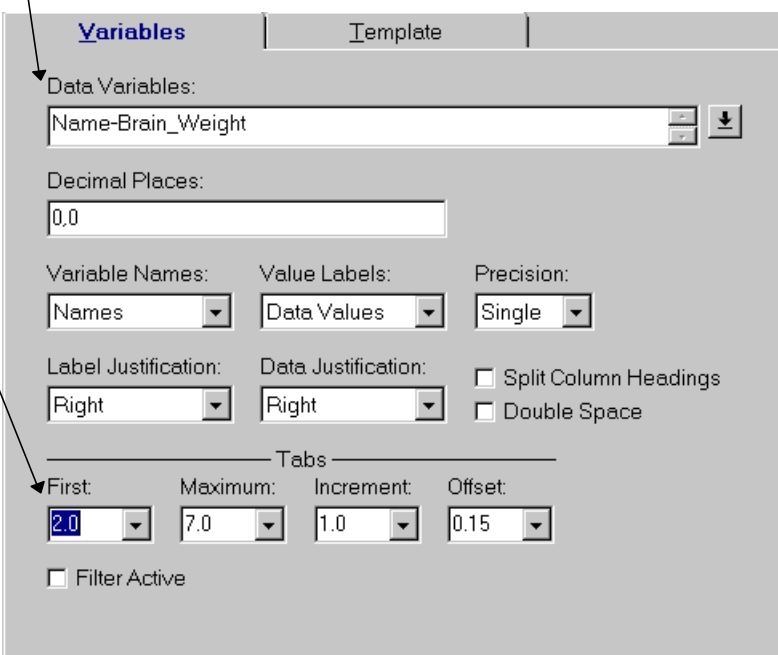 Variables Template
Data Variables:
Name-Brain_Weight
Decimal Places:
0,0
Variable Names: Value Labels: Precision:
Names Data Values Single
Label Justification: Data Justification:
Split Column Headings
Right Right
Double Space
Tabs
First: Maximum: Increment: Offset:
2.0 7.0 1.0 0.15
Filter Active